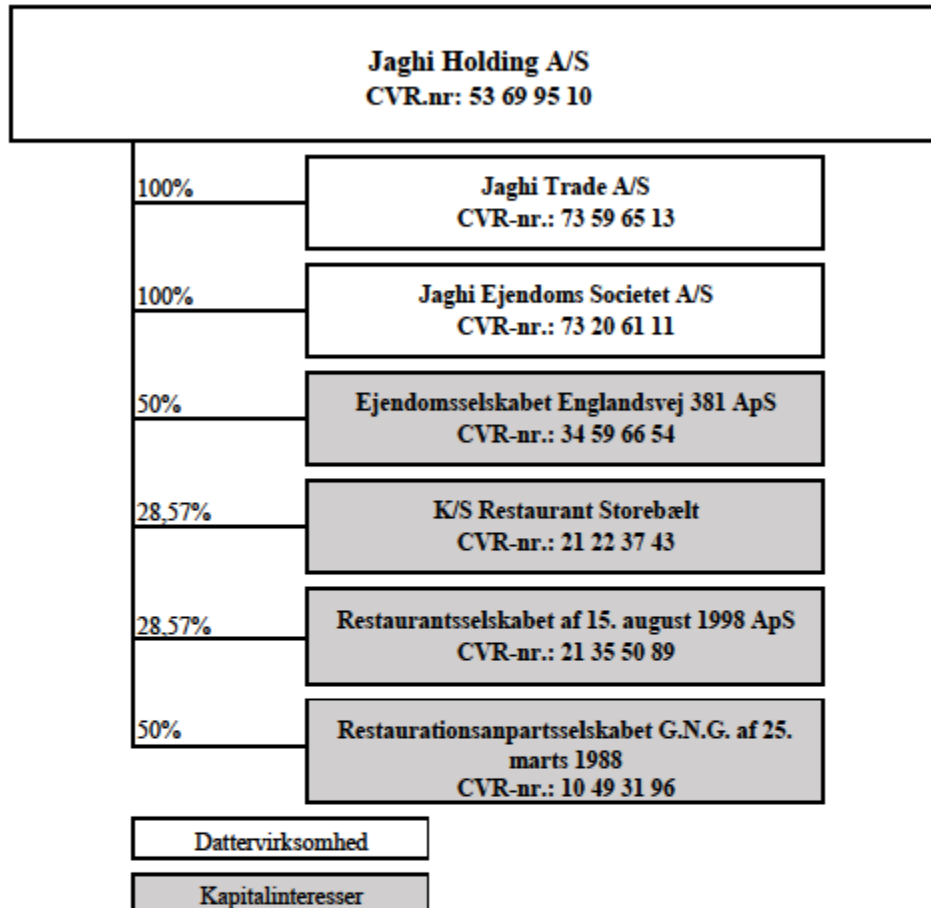 Jaghi Holding A/S
CVR.nr: 53 69 95 10
100%
Jaghi Trade A/S
CVR-nr.: 73 59 65 13
100%
Jaghi Ejendoms Societet A/S
CVR-nr.: 73 20 61 11
50%
Ejendomsselskabet Englandsvej 381 ApS
CVR-nr.: 34 59 66 54
28,57%
K/S Restaurant Storebælt
CVR-nr.: 21 22 37 43
28,57%
Restaurantsselskabet af 15. august 1998 ApS
CVR-nr.: 21 35 50 89
50%
Restaurationsanpartsselskabet G.N.G. af 25.
marts 1988
CVR-nr.: 10 49 31 96
Dattervirksomhed
Kapitalinteresser